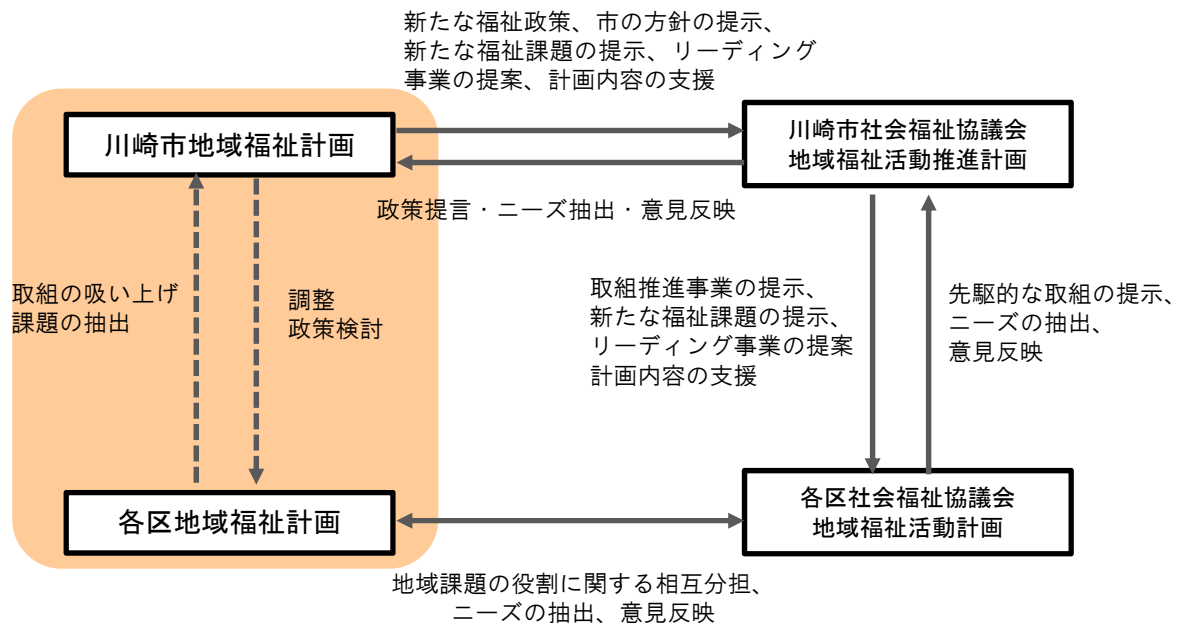 新たな福祉政策、市の方針の提示、
新たな福祉課題の提示、リーディング
事業の提案、計画内容の支援
川崎市地域福祉計画
川崎市社会福祉協議会
地域福祉活動推進計画
政策提言・ニーズ抽出・意見反映
取組の吸い上げ
課題の抽出
調整
政策検討
取組推進事業の提示、
新たな福祉課題の提示、
リーディング事業の提案
計画内容の支援
先駆的な取組の提示、
ニーズの抽出、
意見反映
各区地域福祉計画
各区社会福祉協議会
地域福祉活動計画
地域課題の役割に関する相互分担、
ニーズの抽出、意見反映